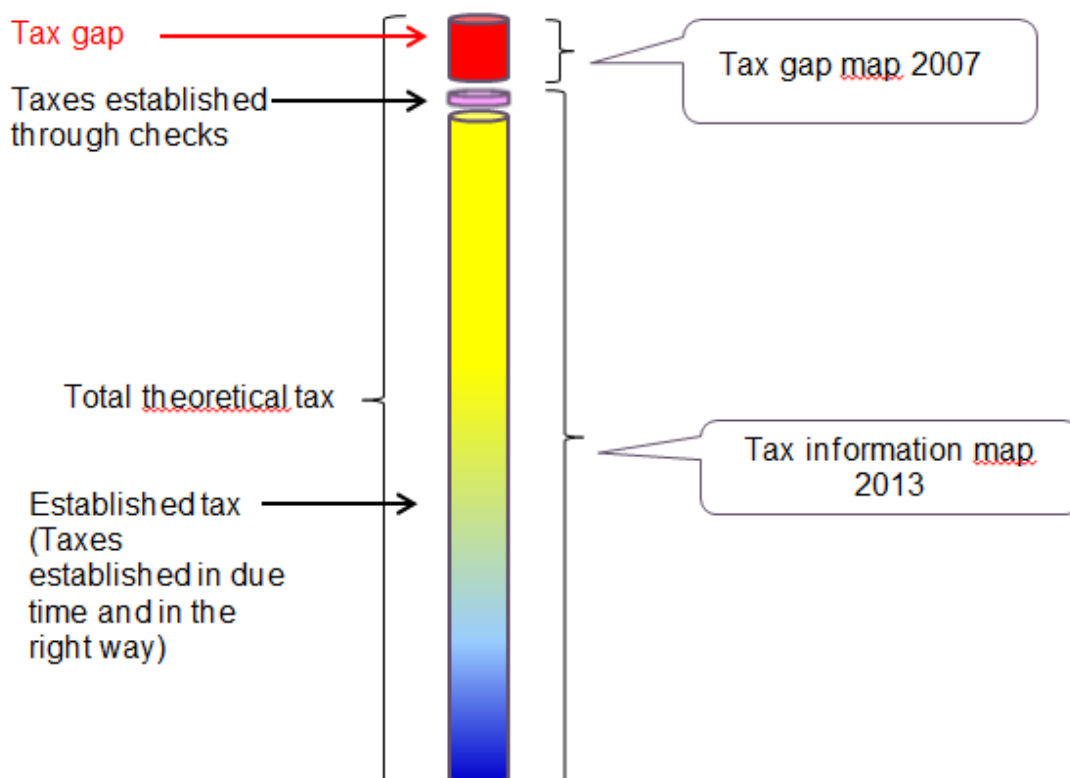 Tax gap
Tax gap map 2007
Taxes established
through checks
Total theoretical tax
Tax information map
2013
Established tax
(Taxes
established in due
time and in the
right way)